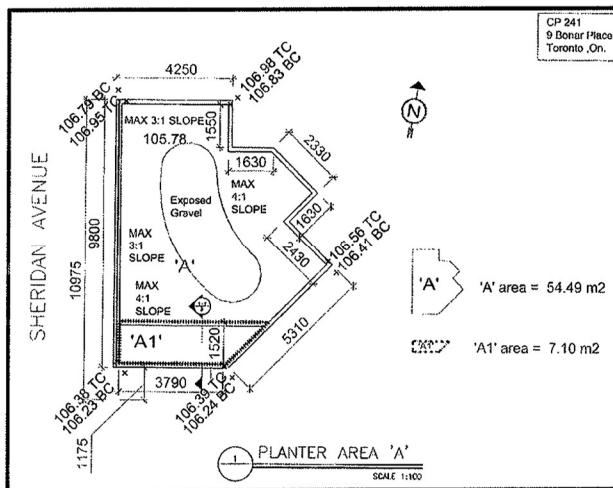 CP 241
9 Bonar Place
Toronto ,On.
4250
106.98 TC
106.83 BC
106.79 BC
106.95 TC
MAX 3:1 SLOPE
105.78
1550
2330
1630
N
MAX
4:1
SLOPE
Exposed
Gravel
1630
SHERIDAN AVENUE
9800
10975
MAX
3:1
SLOPE
'A'
2430
106.56 TC
106.41 BC
MAX
4:1
SLOPE
'A'
'A' area = 54.49 m2
5310
'A1'
1520
'A1' area = 7.10 m2
3790
106.38 TC
106.23 BC
106.39 TC
106.24 BC
1175
1
PLANTER AREA 'A'
SCALE 1:100